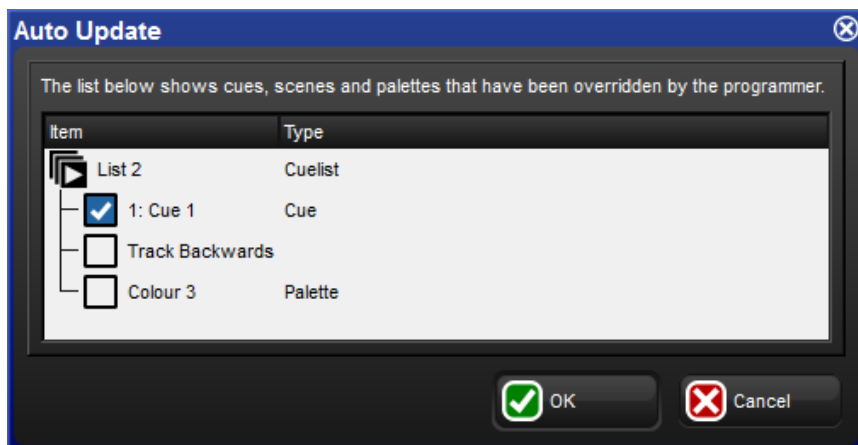 Auto Update
The list below shows cues, scenes and palettes that have been overridden by the programmer.
Item Type
List 2 Cuelist
1: Cue 1 Cue
Track Backwards
Colour 3 Palette
OK Cancel